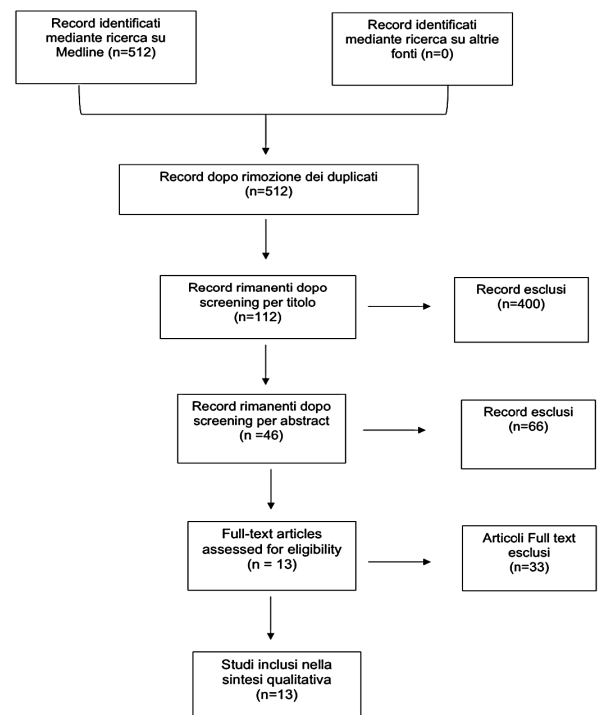 Record identificati
mediante ricerca su
Medline (n=512)
Record identificati
mediante ricerca su altrie
fonti (n=0)
Record dopo rimozione dei duplicati
(n=512)
Record rimanenti dopo
screening per titolo
(n=112)
Record esclusi
(n=400)
Record rimanenti dopo
screening per abstract
(n =46)
Record esclusi
(n=66)
Full-text articles
assessed for eligibility
(n = 13)
Articoli Full text
esclusi
(n=33)
Studi inclusi nella
sintesi qualitativa
(n=13)